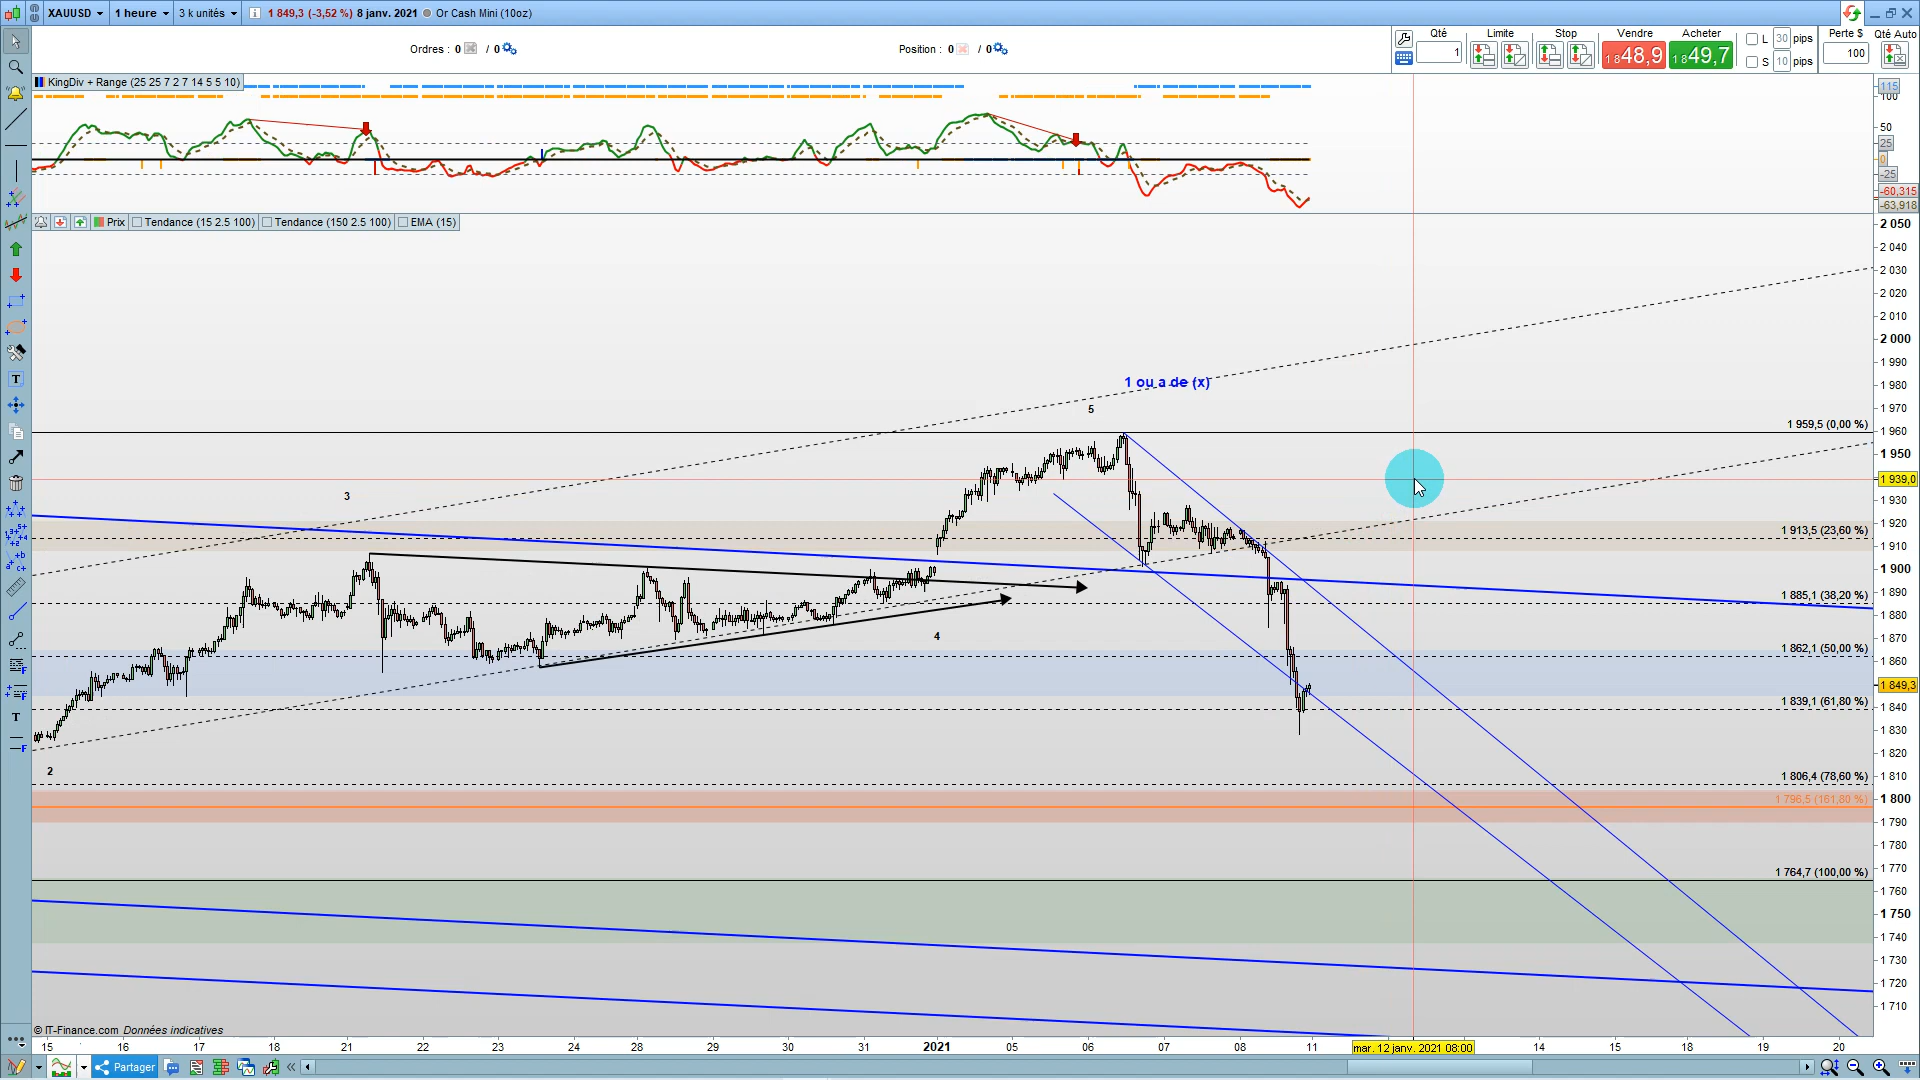 XAUUSD 1 heure 3 k unités 1 849,3 (-3,52 %) 8 janv. 2021 Or Cash Mini (10oz)
Ordres : 0 / 0 Position : 0 / 0
Qté Limite Stop Vendre Acheter Perte $ Qté Auto
1 1848,9 1849,7 L 30 pips 100
S 10 pips
KingDiv + Range (25 25 7 2 7 14 5 5 10)
115
100
50
25
0
-25
-60,315
-63,918
Prix Tendance (15 2.5 100) Tendance (150 2.5 100) EMA (15)
2 050
2 040
2 030
2 020
2 010
2 000
1 990
1 980
1 970
1 960
1 950
1 939,0
1 930
1 920
1 910
1 900
1 890
1 880
1 870
1 860
1 849,3
1 840
1 830
1 820
1 810
1 800
1 790
1 780
1 770
1 760
1 750
1 740
1 730
1 720
1 710
1 ou a de (x)
5
3
4
2
1 959,5 (0,00 %)
1 913,5 (23,60 %)
1 885,1 (38,20 %)
1 862,1 (50,00 %)
1 839,1 (61,80 %)
1 806,4 (78,60 %)
1 796,5 (161,80 %)
1 764,7 (100,00 %)
© IT-Finance.com Données indicatives
15 16 17 18 21 22 23 24 28 29 30 31 2021 05 06 07 08 11 mar. 12 janv. 2021 08:00 14 15 18 19 20
Partager